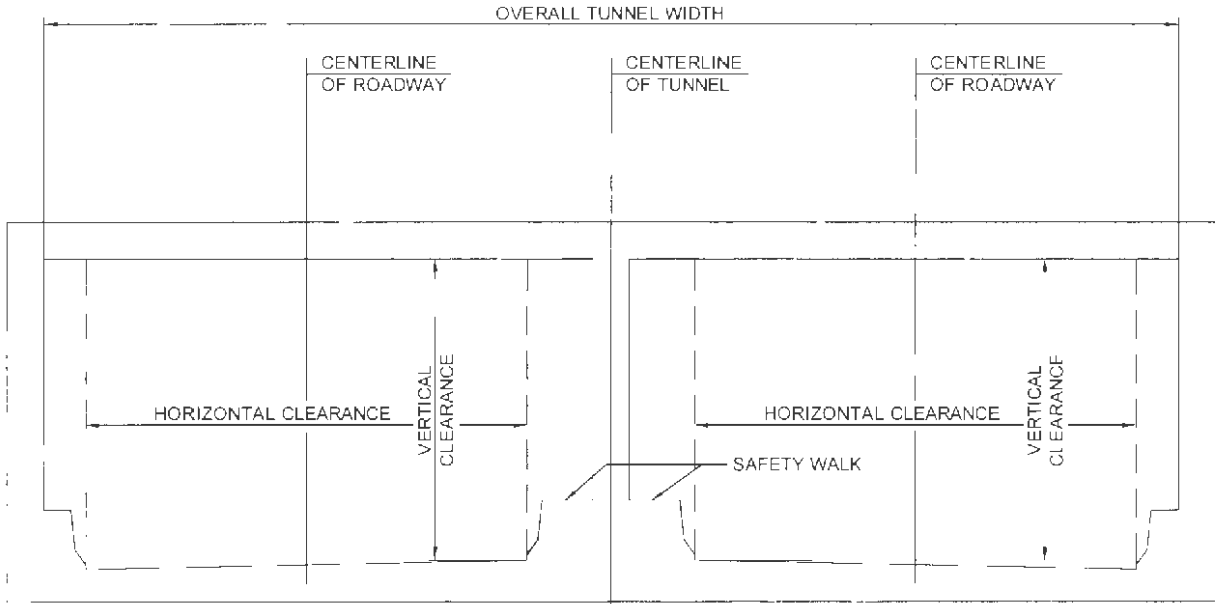 OVERALL TUNNEL WIDTH
CENTERLINE
OF ROADWAY
CENTERLINE
OF TUNNEL
CENTERLINE
OF ROADWAY
HORIZONTAL CLEARANCE
VERTICAL
CLEARANCE
HORIZONTAL CLEARANCE
VERTICAL
CLEARANCE
SAFETY WALK